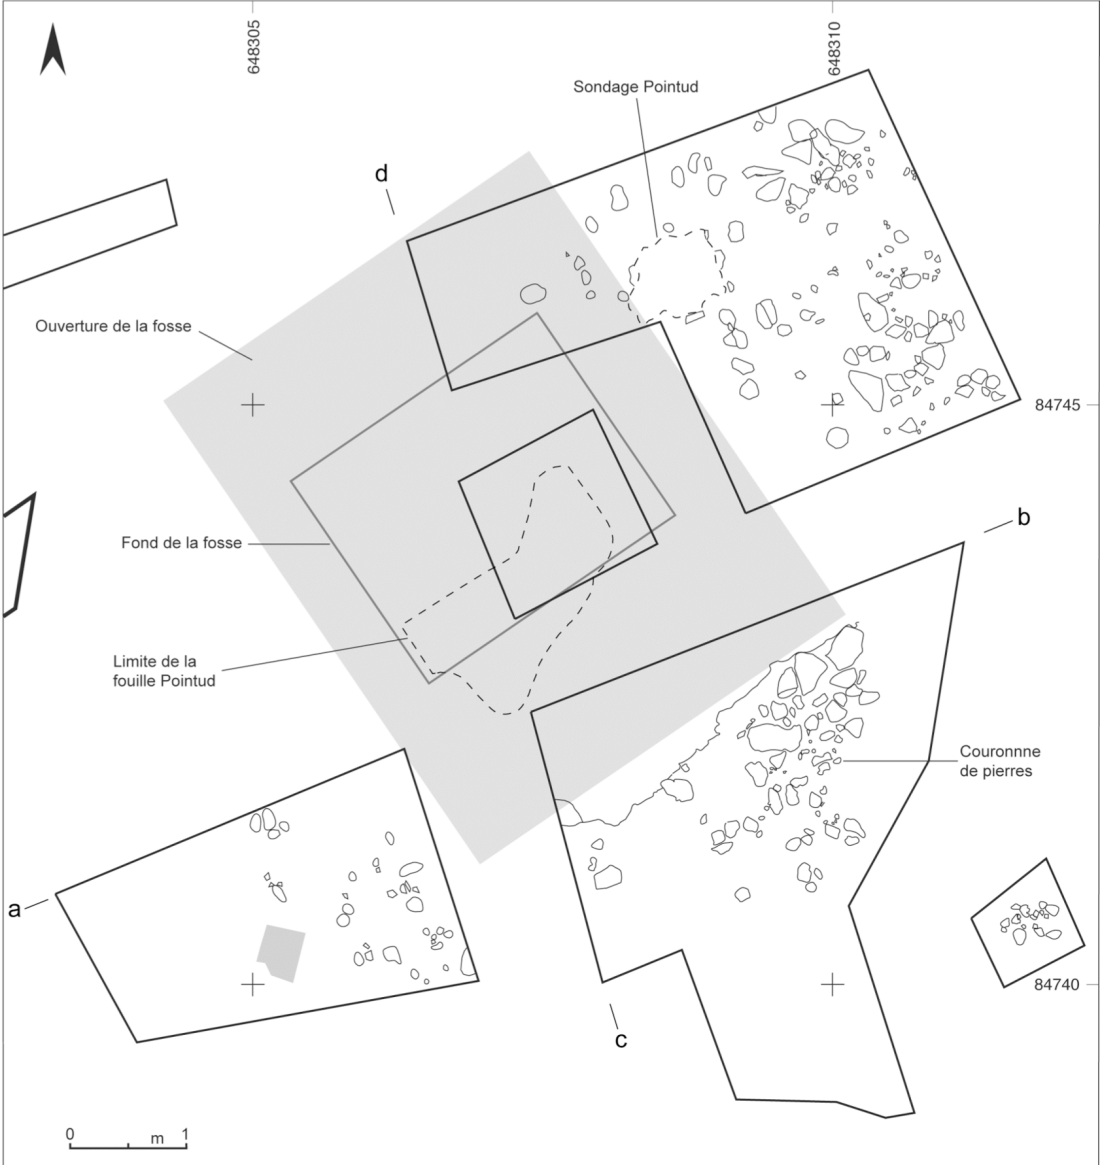 648305
648310
Sondage Pointud
d
Ouverture de la fosse
84745
b
Fond de la fosse
Limite de la
fouille Pointud
Couronnne
de pierres
a
84740
c
0 m 1